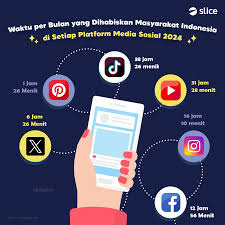 slice
Waktu per Bulan yang Dihabiskan Masyarakat Indonesia
di Setiap Platform Media Sosial 2024
38 jam
26 menit
1 Jam
26 Menit
31 jam
28 menit
6 Jam
26 Menit
16 jam
10 menit
12 Jam
56 Menit